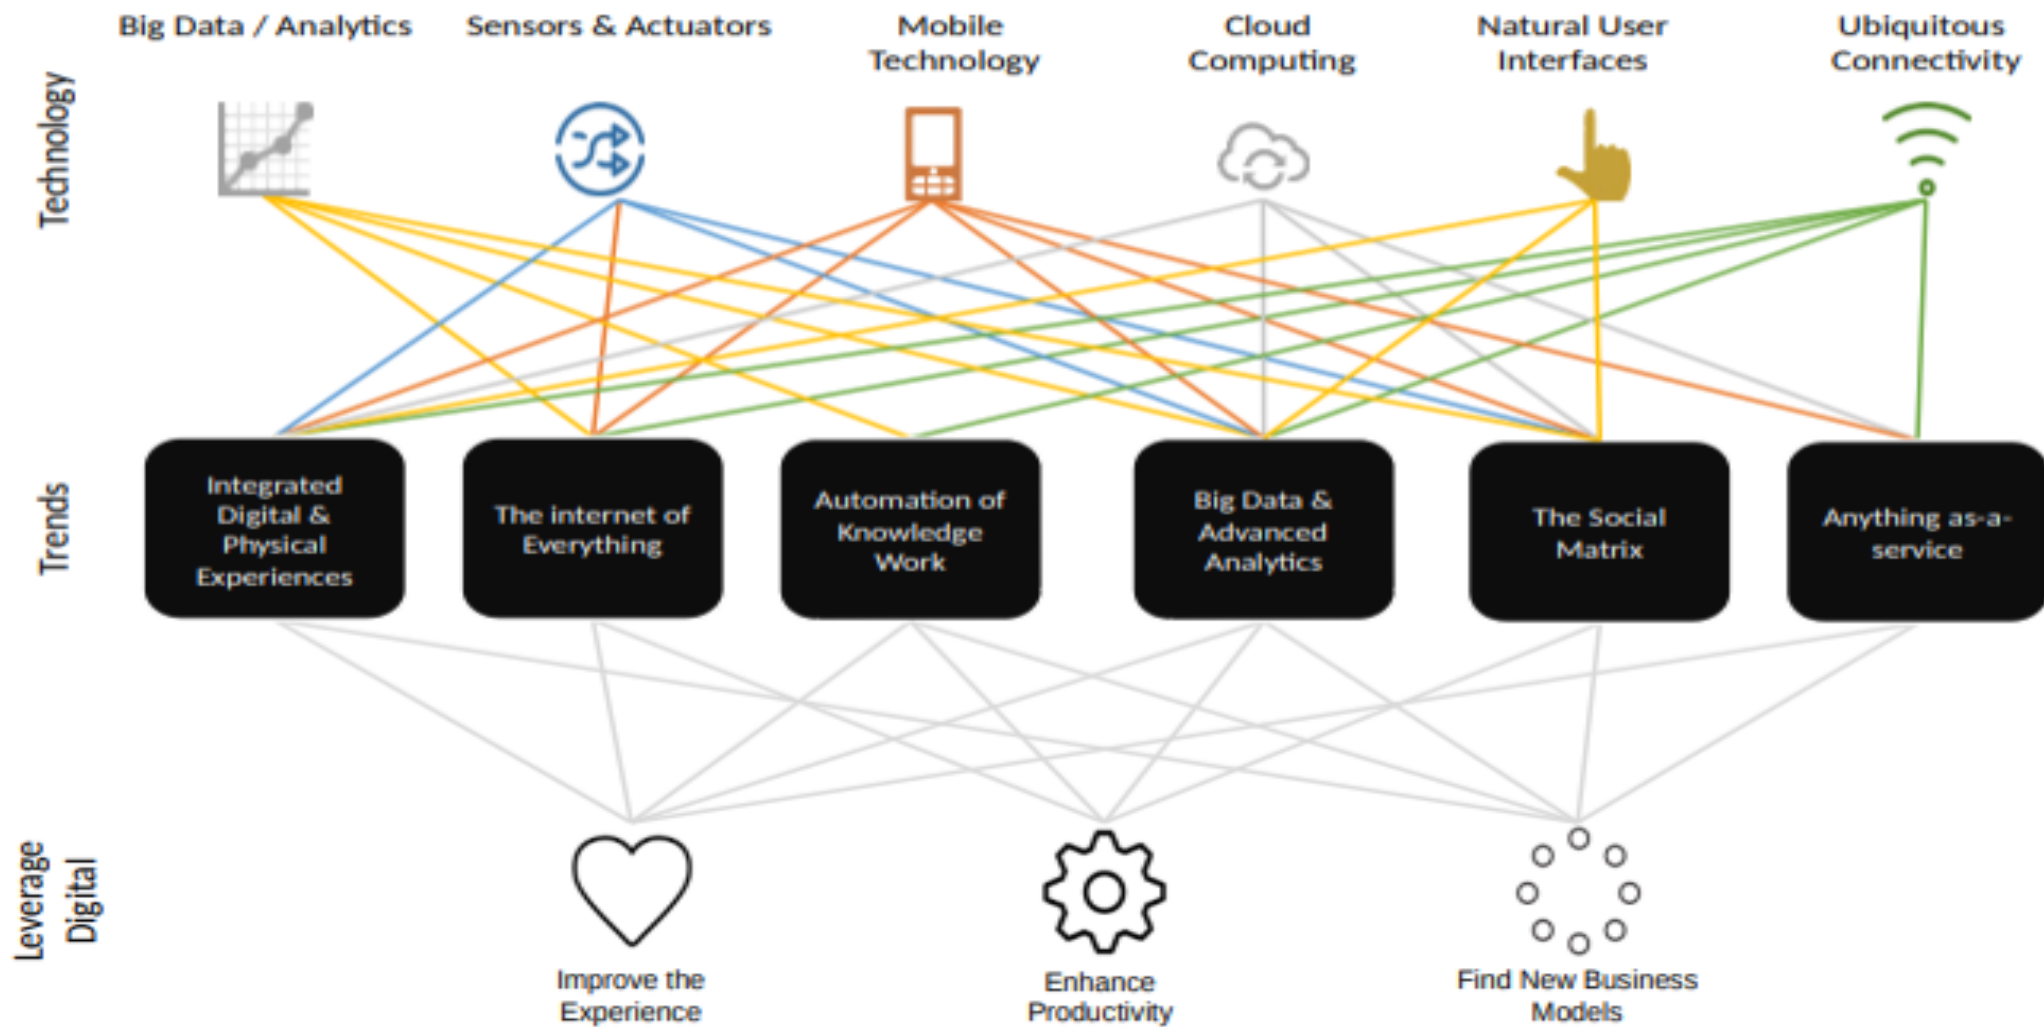 Big Data / Analytics
Sensors & Actuators
Mobile
Technology
Cloud
Computing
Natural User
Interfaces
Ubiquitous
Connectivity
Technology
Trends
Integrated
Digital &
Physical
Experiences
The internet of
Everything
Automation of
Knowledge
Work
Big Data &
Advanced
Analytics
The Social
Matrix
Anything as-a-
service
Leverage
Digital
Improve the
Experience
Enhance
Productivity
Find New Business
Models